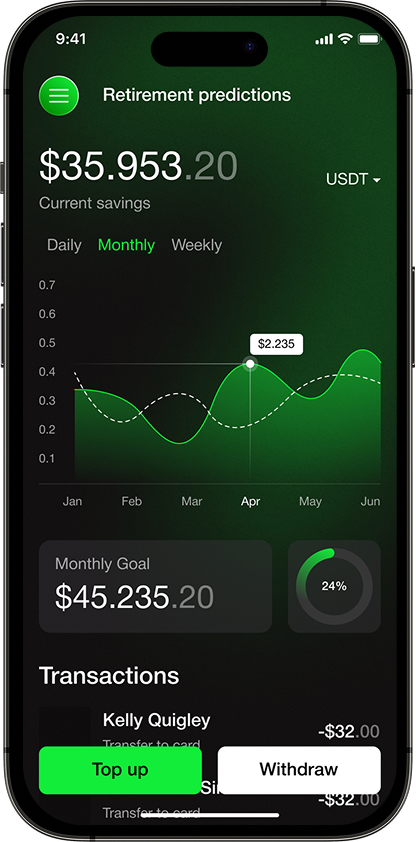 9:41
Retirement predictions
$35.953.20
USDT
Current savings
Daily Monthly Weekly
0.7
0.6
0.5
$2.235
0.4
0.3
0.2
0.1
Jan Feb Mar Apr May Jun
Monthly Goal
$45.235.20
24%
Transactions
Kelly Quigley
-$32.00
Transfer to card
Top up
Withdraw
-$32.00
Transfer to card